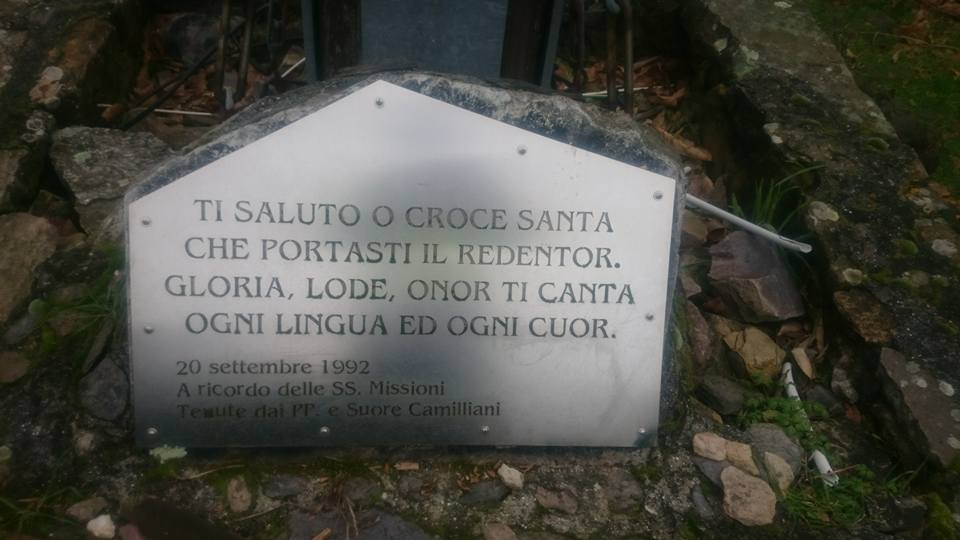 TI SALUTO O CROCE SANTA
CHE PORTASTI IL REDENTOR.
GLORIA, LODE, ONOR TI CANTA
OGNI LINGUA ED OGNI CUOR.
20 settembre 1992
A ricordo delle SS. Missioni
Tenute dai PP. e Suore Camilliani